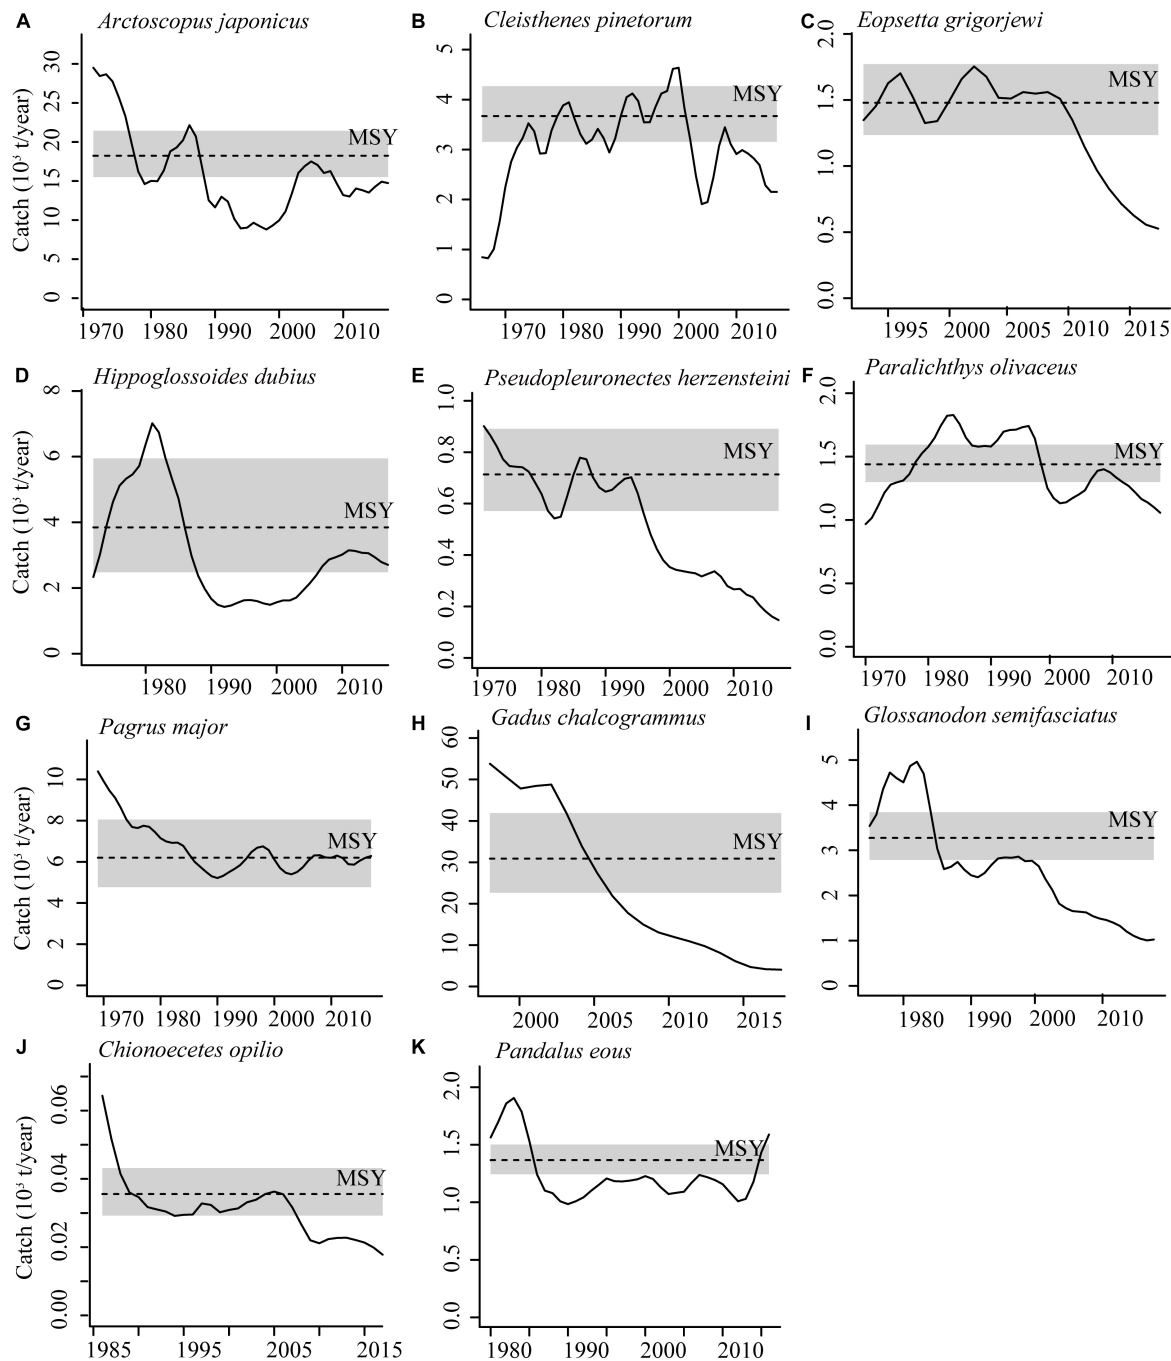 A Arctoscopus japonicus
Catch (10³ t/year)
30
25
20
15
10
5
0
MSY
1970 1980 1990 2000 2010
B Cleisthenes pinetorum
5
4
3
2
1
0
MSY
1970 1980 1990 2000 2010
C Eopsetta grigorjewi
2.0
1.5
1.0
0.5
0.0
MSY
1995 2000 2005 2010 2015
D Hippoglossoides dubius
Catch (10³ t/year)
8
6
4
2
0
MSY
1980 1990 2000 2010
E Pseudopleuronectes herzensteini
1.0
0.8
0.6
0.4
0.2
0.0
MSY
1970 1980 1990 2000 2010
F Paralichthys olivaceus
2.0
1.5
1.0
0.5
0.0
MSY
1970 1980 1990 2000 2010
G Pagrus major
Catch (10³ t/year)
10
8
6
4
2
0
MSY
1970 1980 1990 2000 2010
H Gadus chalcogrammus
60
50
40
30
20
10
0
MSY
2000 2005 2010 2015
I Glossanodon semifasciatus
5
4
3
2
1
0
MSY
1980 1990 2000 2010
J Chionoecetes opilio
Catch (10³ t/year)
0.06
0.04
0.02
0.00
MSY
1985 1995 2005 2015
K Pandalus eous
2.0
1.5
1.0
0.5
0.0
MSY
1980 1990 2000 2010